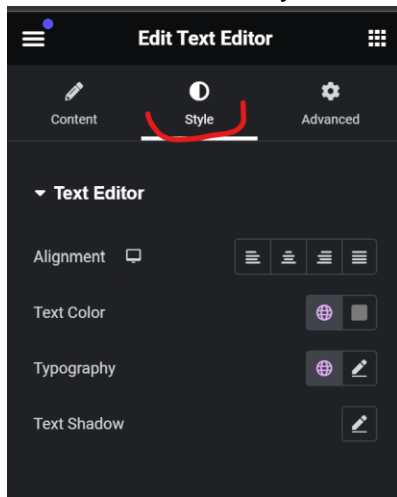 Edit Text Editor
Content Style Advanced
Text Editor
Alignment
Text Color
Typography
Text Shadow